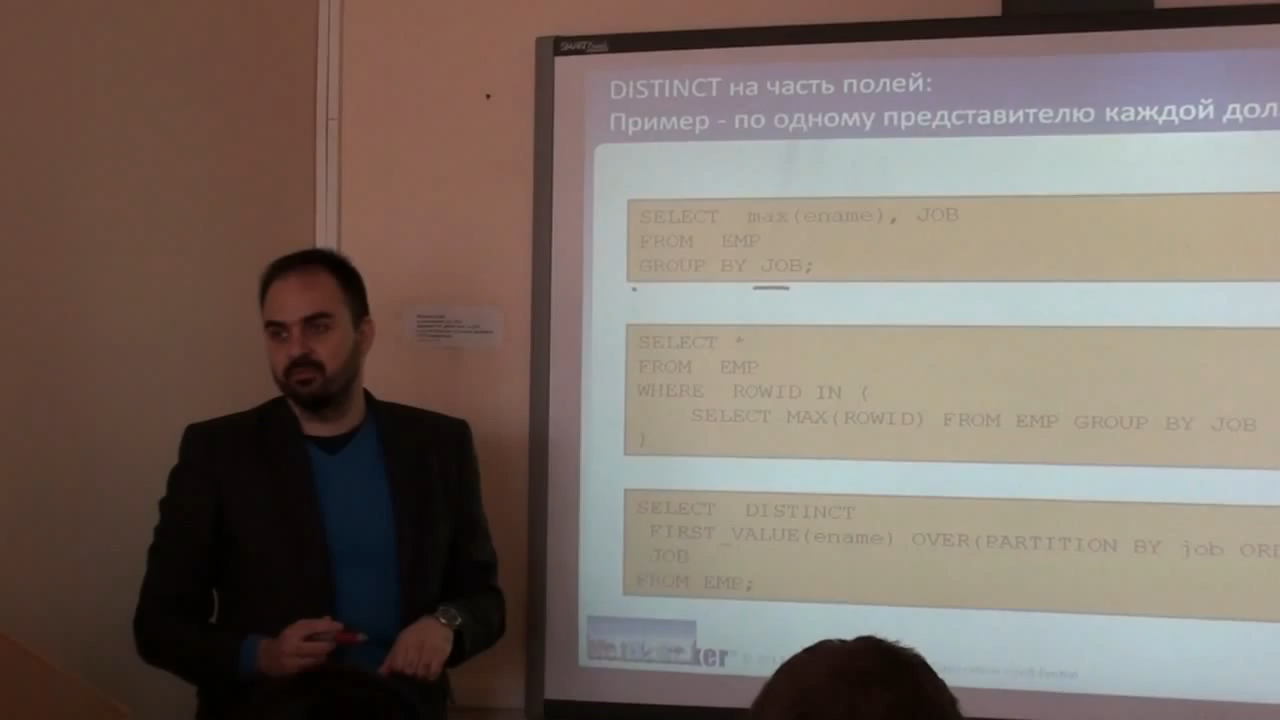 SMART
DISTINCT на часть полей:
Пример - по одному представителю каждой дол
SELECT max(ename), JOB
FROM EMP
GROUP BY JOB;
SELECT *
FROM EMP
WHERE ROWID IN (
SELECT MAX(ROWID) FROM EMP GROUP BY JOB
)
SELECT DISTINCT
FIRST_VALUE(ename) OVER(PARTITION BY job ORD
JOB
FROM EMP;